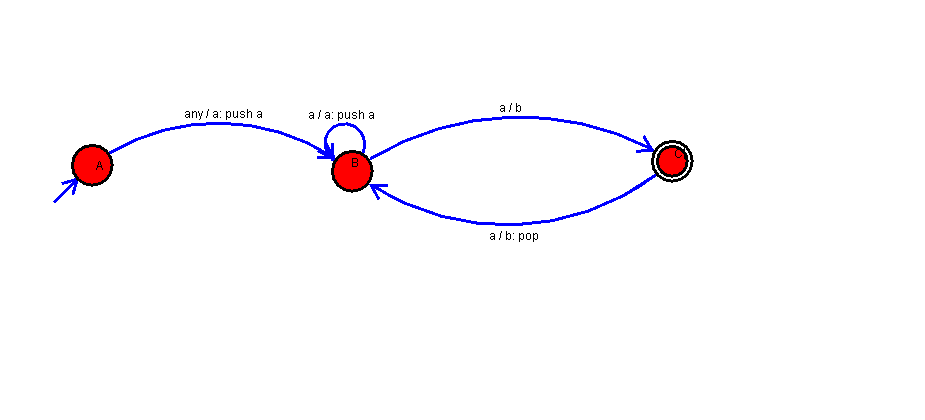 any / a: push a
a / a: push a
a / b
A
B
C
a / b: pop